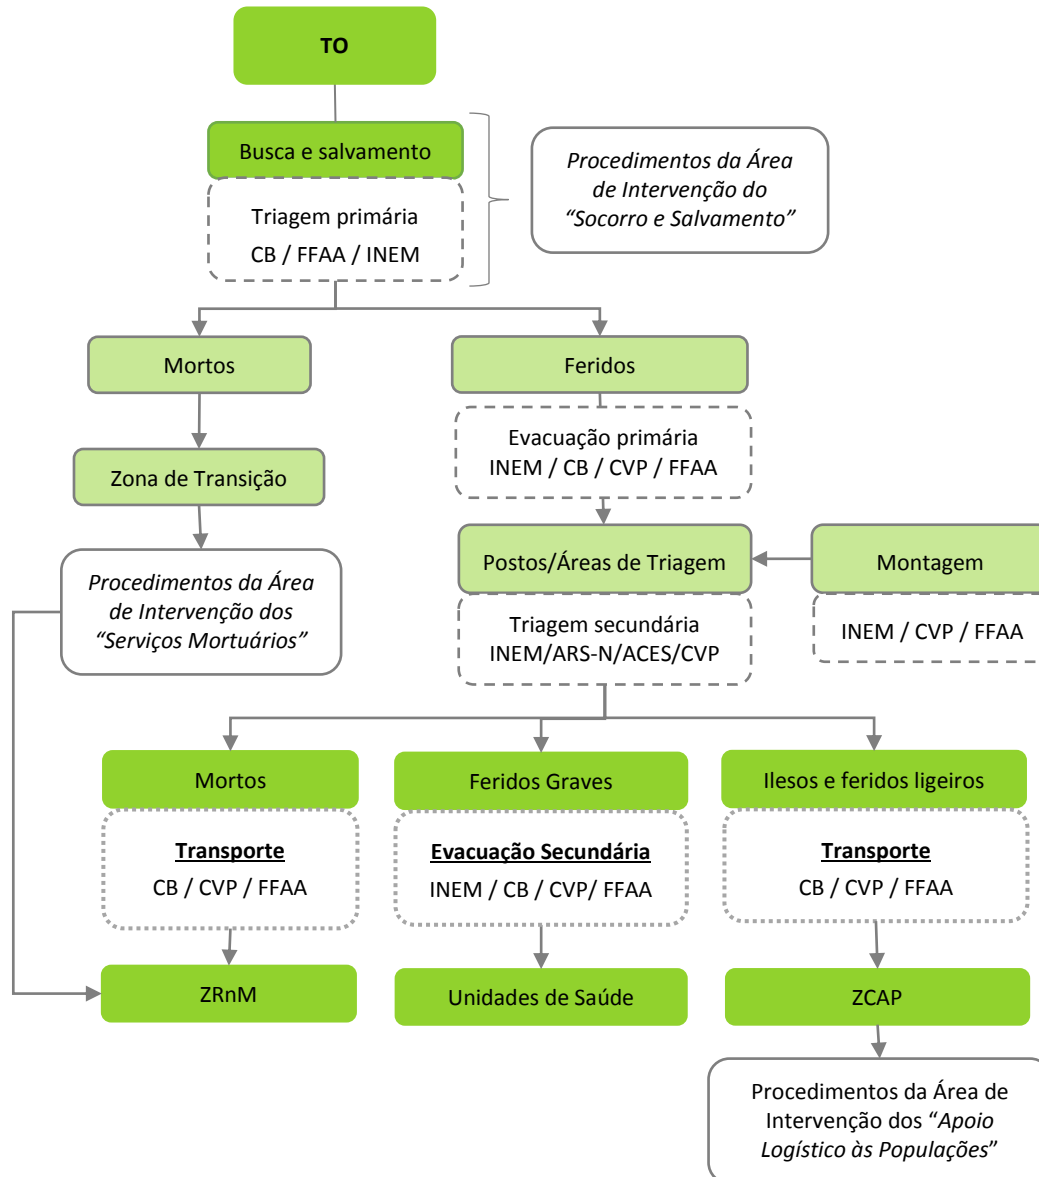 TO
Busca e salvamento
Triagem primária
CB / FFAA / INEM
Procedimentos da Área
de Intervenção do
“Socorro e Salvamento”
Mortos
Feridos
Evacuação primária
INEM / CB / CVP / FFAA
Zona de Transição
Postos/Áreas de Triagem
Montagem
Procedimentos da Área
de Intervenção dos
“Serviços Mortuários”
Triagem secundária
INEM/ARS-N/ACES/CVP
INEM / CVP / FFAA
Mortos
Feridos Graves
Ilesos e feridos ligeiros
Transporte
CB / CVP / FFAA
Evacuação Secundária
INEM / CB / CVP/ FFAA
Transporte
CB / CVP / FFAA
ZRnM
Unidades de Saúde
ZCAP
Procedimentos da Área de
Intervenção dos “Apoio
Logístico às Populações”